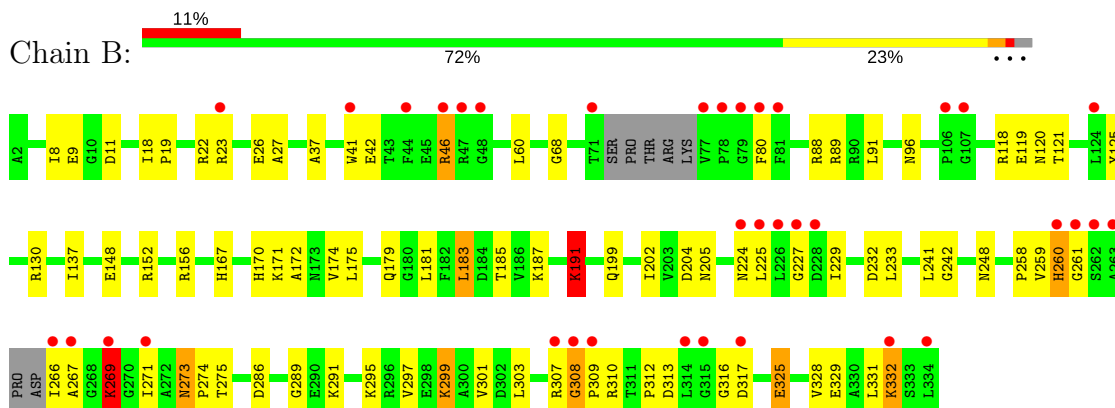 11%
Chain B:
72% 23% • • •
A2 I8 E9 G10 D11 I18 P19 R22 R23 E26 A27 A37 W41 E42 T43 F44 E45 R46 R47 G48 L60 G68 T71 SER PRO THR ARG LYS V77 P78 G79 F80 F81 R88 R89 R90 L91 N96 P106 G107 R118 E119 N120 T121 L124
R130 I137 E148 R152 R156 H167 H170 K171 A172 N173 V174 L175 Q179 G180 L181 F182 L183 D184 T185 V186 K187 K191 Q199 I202 V203 D204 N205 N224 L225 L226 G227 D228 I229 D232 L233 L241 G242 N248 P258 V259 H260 G261 S262 A263
PRO ASP I266 A267 G268 K269 G270 I271 A272 N273 P274 T275 D286 G289 E290 K291 K295 R296 V297 E298 K299 A300 V301 D302 L303 R307 G308 P309 R310 T311 P312 D313 L314 G315 G316 D317 E325 V328 E329 A330 L331 K332 S333 L334